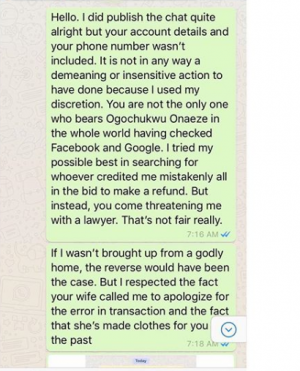 Hello. I did publish the chat quite
alright but your account details and
your phone number wasn't
included. It is not in any way a
demeaning or insensitive action to
have done because I used my
discretion. You are not the only one
who bears Ogochukwu Onaeze in
the whole world having checked
Facebook and Google. I tried my
possible best in searching for
whoever credited me mistakenly all
in the bid to make a refund. But
instead, you come threatening me
with a lawyer. That's not fair really.
7:16 AM
If I wasn't brought up from a godly
home, the reverse would have been
the case. But I respected the fact
your wife called me to apologize for
the error in transaction and the fact
that she's made clothes for you
the past
7:18 AM
Today